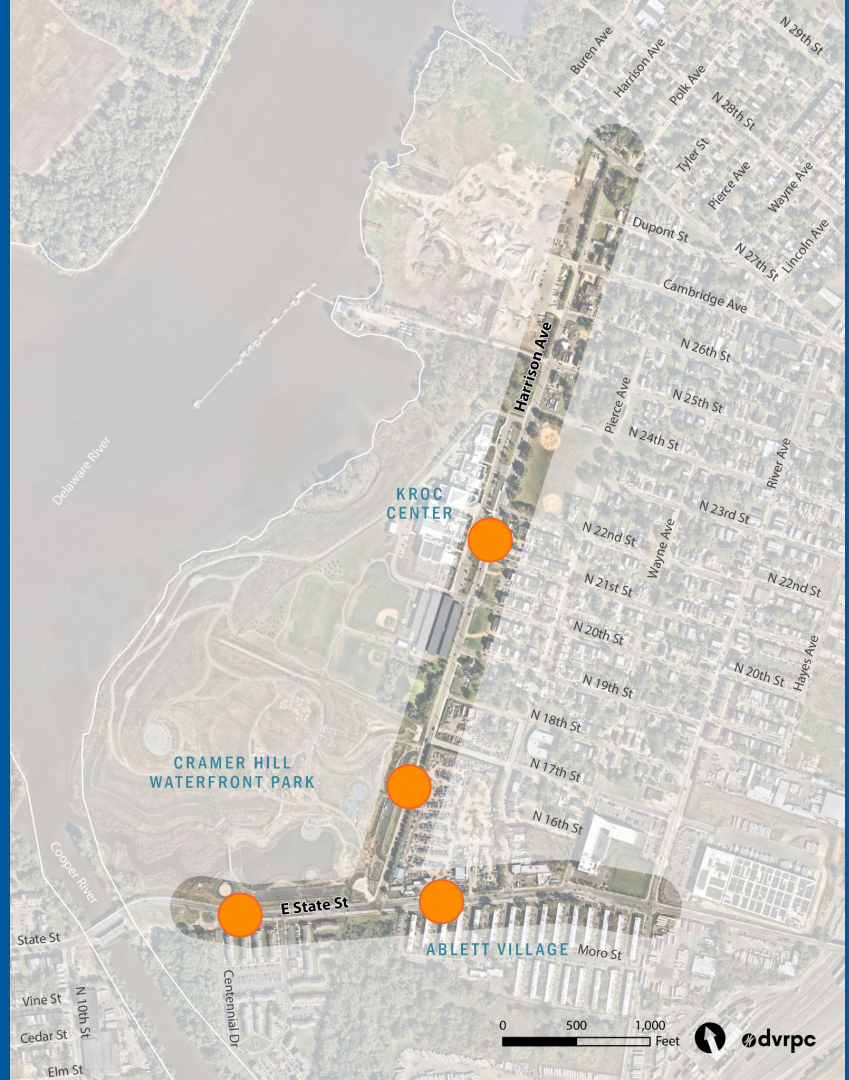 N 29th St
Buren Ave
Harrison Ave
Polk Ave
N 28th St
Tyler St
Pierce Ave
Wayne Ave
Dupont St
N 27th St
Lincoln Ave
Cambridge Ave
Harrison Ave
N 26th St
Pierce Ave
N 25th St
N 24th St
River Ave
Delaware River
KROC
CENTER
N 23rd St
N 22nd St
Wayne Ave
N 21st St
N 22nd St
N 20th St
Hayes Ave
N 20th St
N 19th St
N 18th St
CRAMER HILL
WATERFRONT PARK
N 17th St
N 16th St
Cooper River
E State St
State St
ABLETT VILLAGE
Moro St
Vine St
N 10th St
Centennial Dr
Cedar St
Elm St
0 500 1,000
Feet
dvrpc